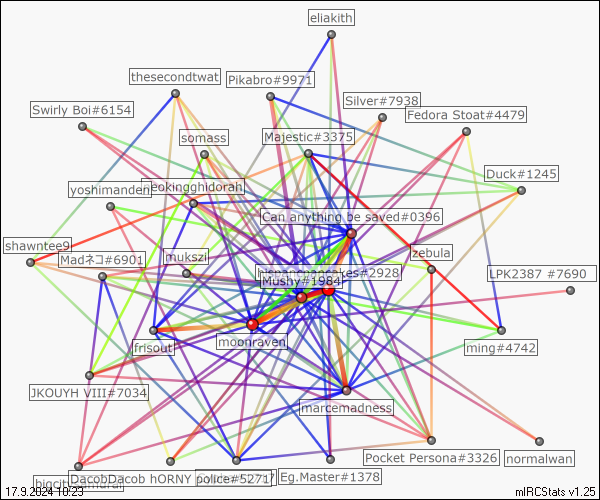 eliakith
thesecondtwat
Pikabro#9971
Silver#7938
Swirly Boi#6154
Fedora Stoat#4479
somass
Majestic#3375
Duck#1245
yoshimanden
neokingghidorah
Can anything be saved#0396
shawntee9
Madネコ#6901
mukszi
zebula
hispanopancakes#2928
LPK2387 #7690
Mushy#1984
frisout
moonraven
ming#4742
JKOUYH VIII#7034
marcemadness
Pocket Persona#3326
normalwan
DacobDacob hORNY police#5271
Eg.Master#1378
17.9.2024 10:23
mIRCStats v1.25